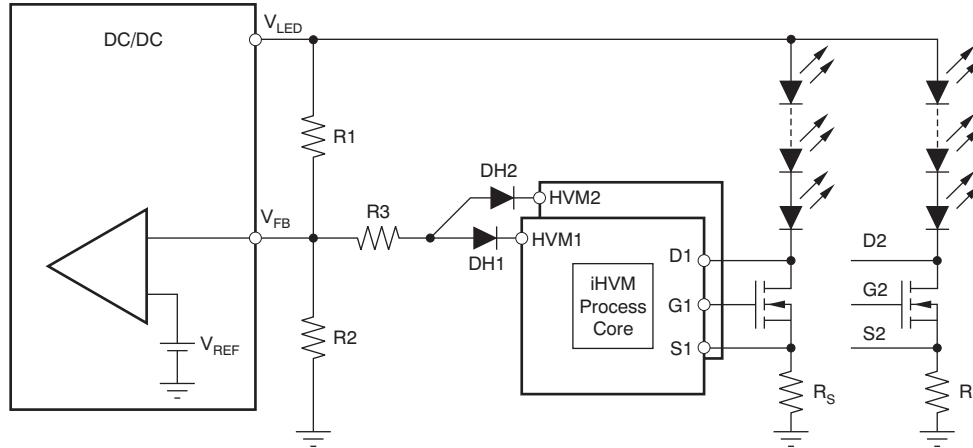 DC/DC
V_LED
R1
DH2
HVM2
V_FB
R3
DH1
HVM1
iHVM
Process
Core
D1
G1
S1
D2
G2
S2
V_REF
R2
R_S
R